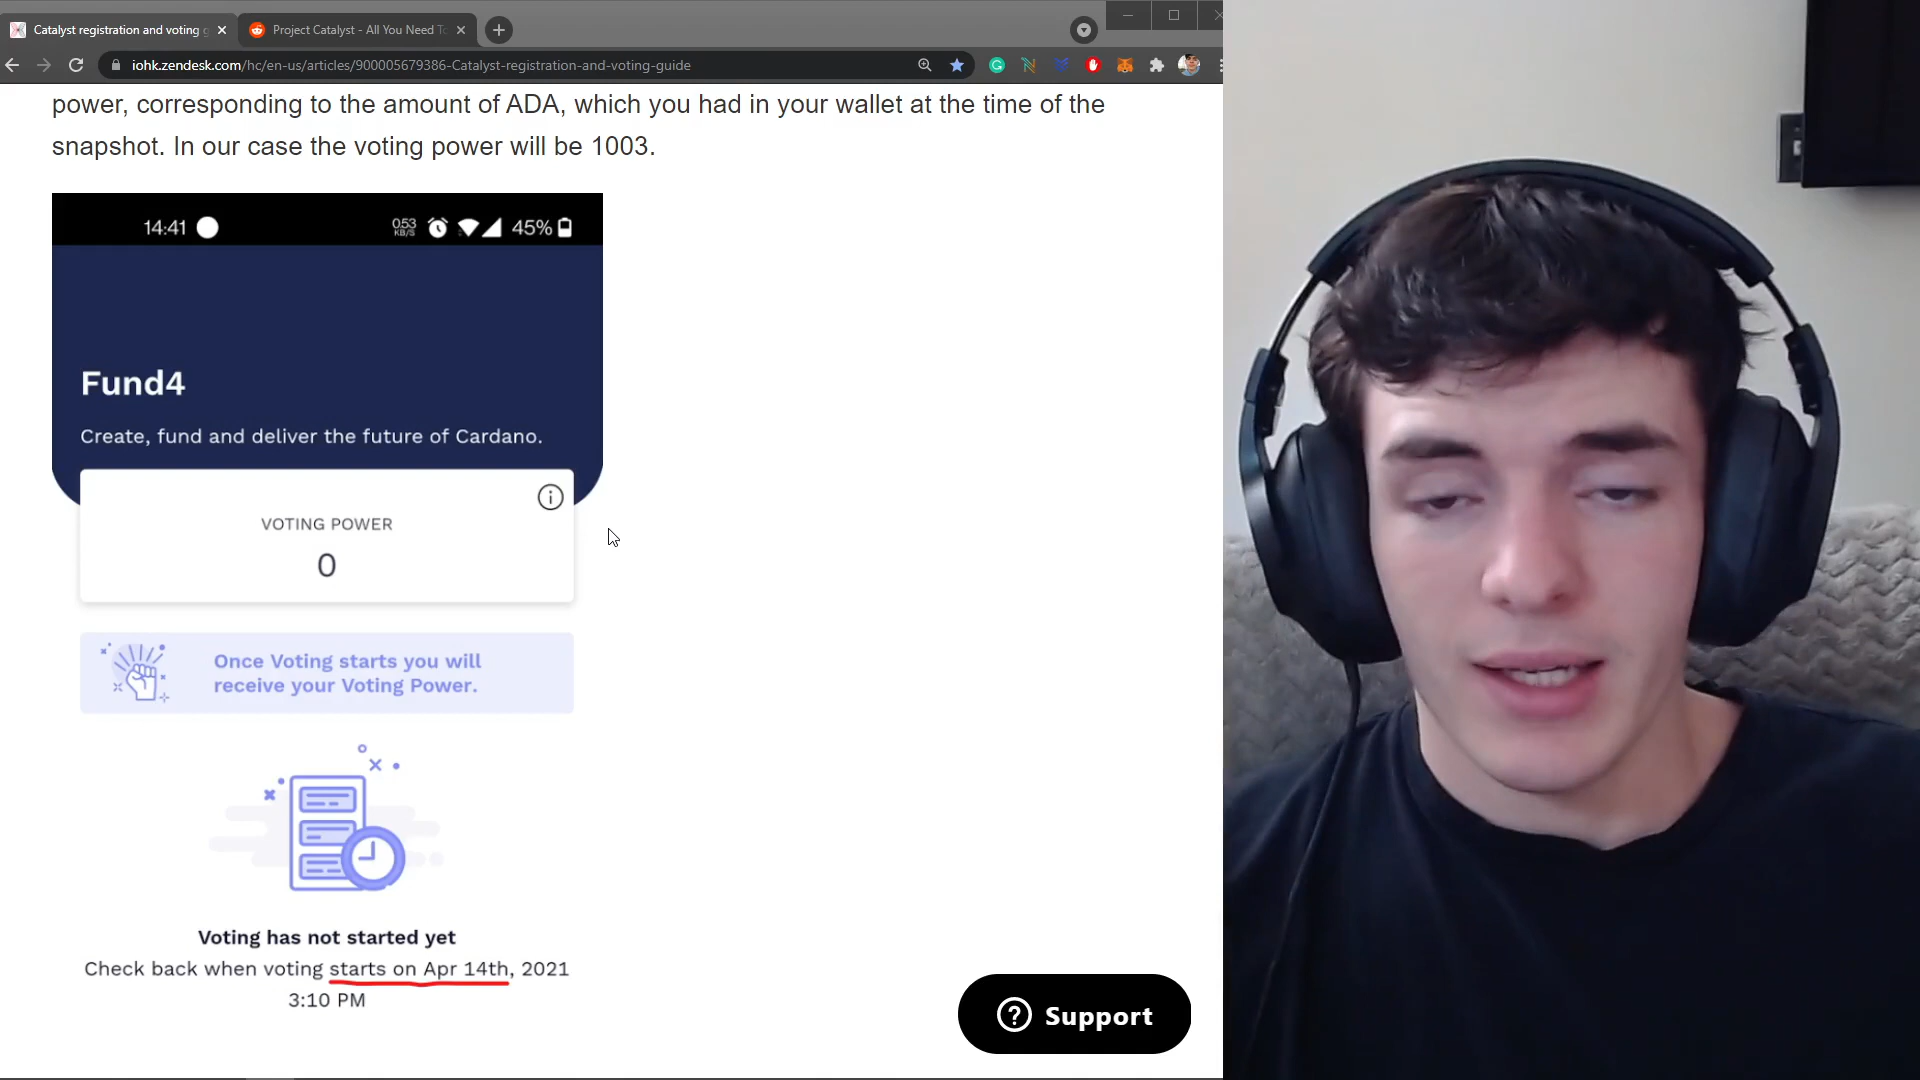 Catalyst registration and voting g
Project Catalyst - All You Need To
iohk.zendesk.com/hc/en-us/articles/900005679386-Catalyst-registration-and-voting-guide
power, corresponding to the amount of ADA, which you had in your wallet at the time of the
snapshot. In our case the voting power will be 1003.
14:41
0.53
KB/S
45%
Fund4
Create, fund and deliver the future of Cardano.
VOTING POWER
0
Once Voting starts you will
receive your Voting Power.
Voting has not started yet
Check back when voting starts on Apr 14th, 2021
3:10 PM
Support